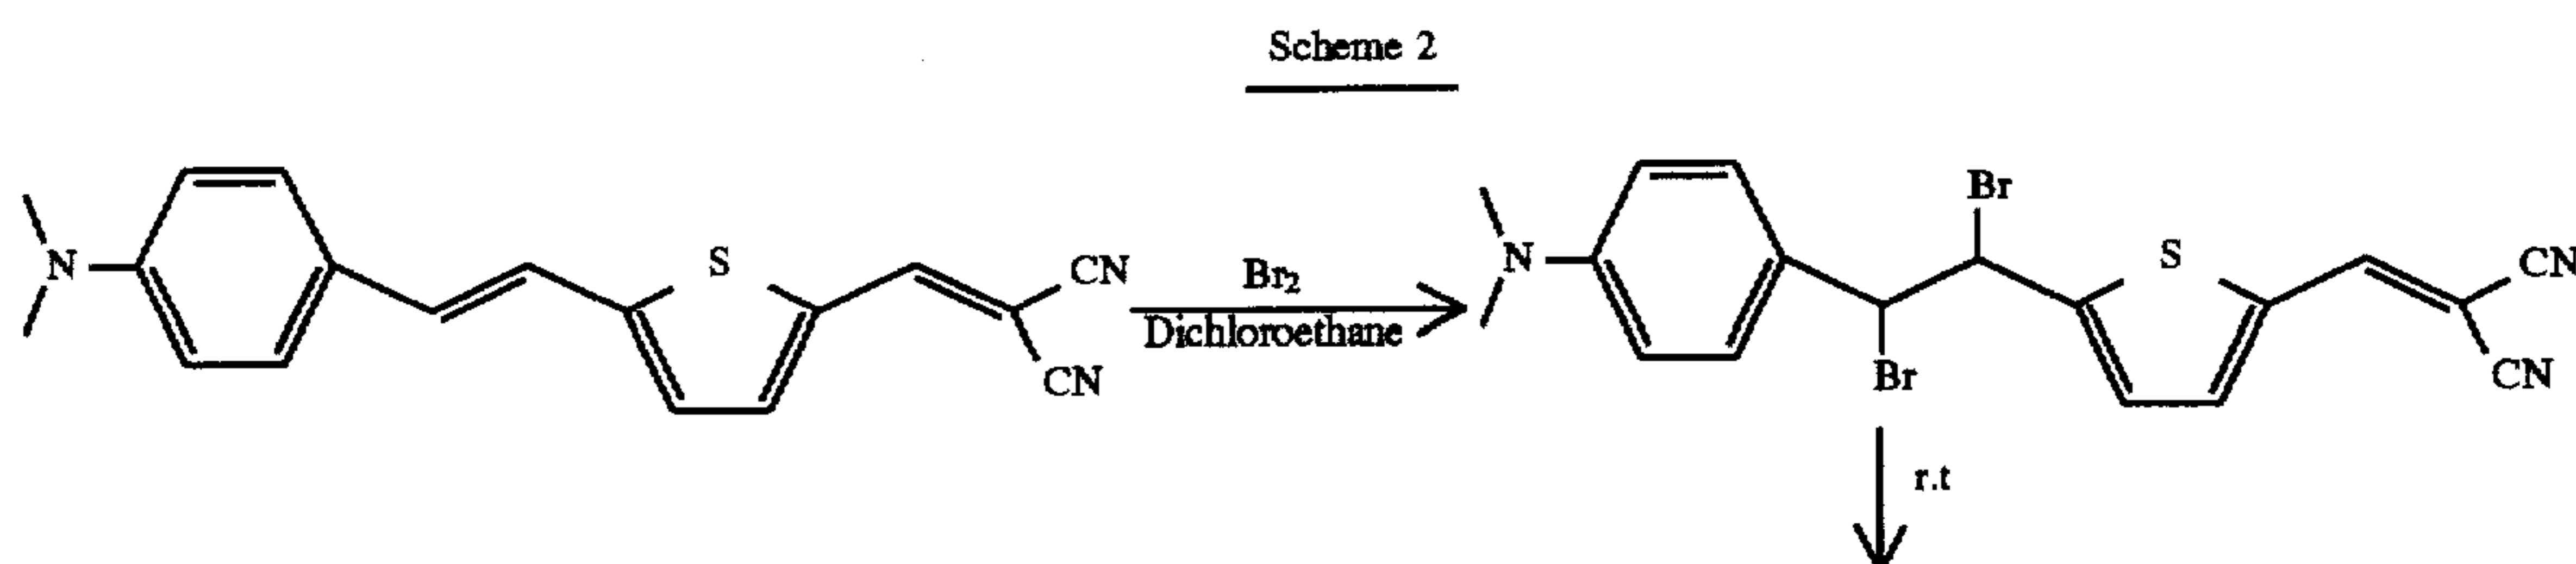 Scheme 2
N
S
CN
CN
Br₂
Dichloroethane
N
Br
Br
S
CN
CN
r.t